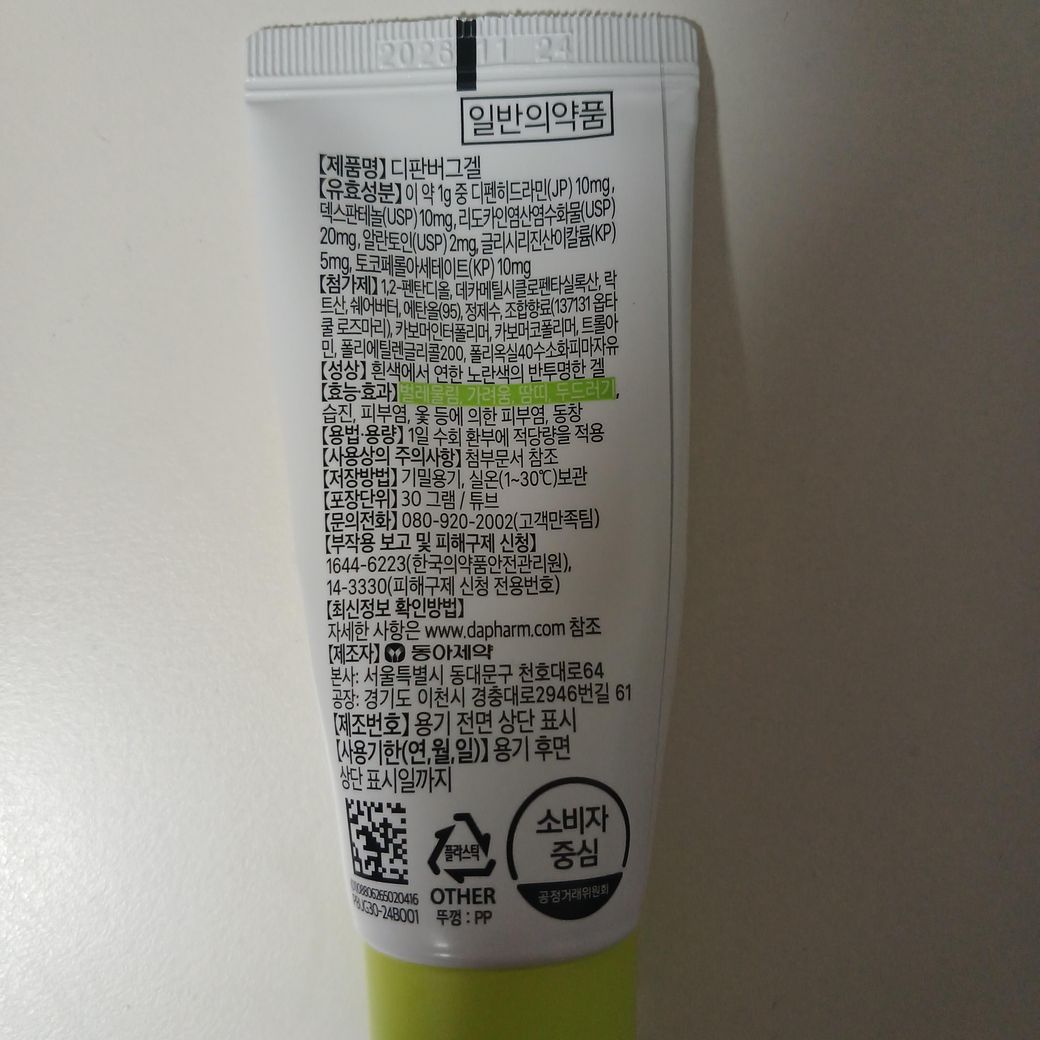 2026 11 24
일반의약품
【제품명】 디판버그겔
【유효성분】 이 약 1g 중 디펜히드라민(JP) 10mg,
덱스판테놀(USP) 10mg, 리도카인염산염수화물(USP)
20mg, 알란토인(USP) 2mg, 글리시리진산이칼륨(KP)
5mg, 토코페롤아세테이트(KP) 10mg
【첨가제】 1,2-펜탄디올, 데카메틸시클로펜타실록산, 락
트산, 쉐어버터, 에탄올(95), 정제수, 조합향료(137131 옵타
쿨 로즈마리), 카보머인터폴리머, 카보머코폴리머, 트롤아
민, 폴리에틸렌글리콜200, 폴리옥실40수소화피마자유
【성상】 흰색에서 연한 노란색의 반투명한 겔
【효능·효과】 벌레물림, 가려움, 땀띠, 두드러기,
습진, 피부염, 옻 등에 의한 피부염, 동창
【용법·용량】 1일 수회 환부에 적당량을 적용
【사용상의 주의사항】 첨부문서 참조
【저장방법】 기밀용기, 실온(1~30℃)보관
【포장단위】 30 그램 / 튜브
【문의전화】 080-920-2002(고객만족팀)
【부작용 보고 및 피해구제 신청】
1644-6223(한국의약품안전관리원),
14-3330(피해구제 신청 전용번호)
【최신정보 확인방법】
자세한 사항은 www.dapharm.com 참조
【제조자】 동아제약
본사: 서울특별시 동대문구 천호대로64
공장: 경기도 이천시 경충대로2946번길 61
【제조번호】 용기 전면 상단 표시
【사용기한(연,월,일)】 용기 후면
상단 표시일까지
소비자
중심
공정거래위원회
플라스틱
OTHER
뚜껑 : PP